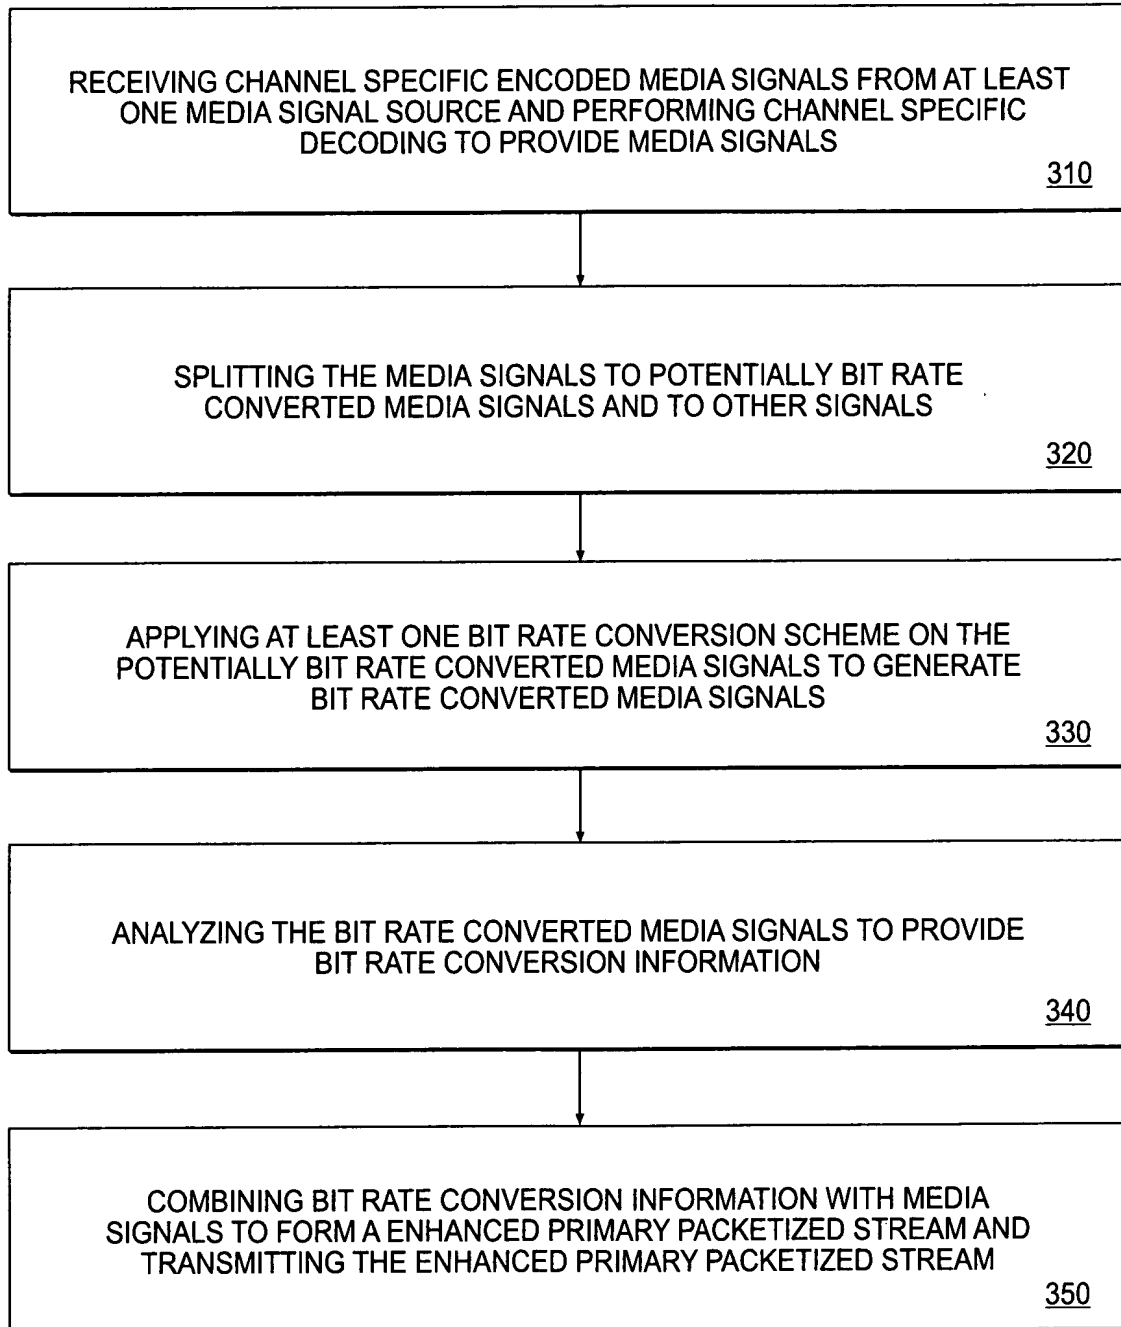 RECEIVING CHANNEL SPECIFIC ENCODED MEDIA SIGNALS FROM AT LEAST
ONE MEDIA SIGNAL SOURCE AND PERFORMING CHANNEL SPECIFIC
DECODING TO PROVIDE MEDIA SIGNALS
310
SPLITTING THE MEDIA SIGNALS TO POTENTIALLY BIT RATE
CONVERTED MEDIA SIGNALS AND TO OTHER SIGNALS
320
APPLYING AT LEAST ONE BIT RATE CONVERSION SCHEME ON THE
POTENTIALLY BIT RATE CONVERTED MEDIA SIGNALS TO GENERATE
BIT RATE CONVERTED MEDIA SIGNALS
330
ANALYZING THE BIT RATE CONVERTED MEDIA SIGNALS TO PROVIDE
BIT RATE CONVERSION INFORMATION
340
COMBINING BIT RATE CONVERSION INFORMATION WITH MEDIA
SIGNALS TO FORM A ENHANCED PRIMARY PACKETIZED STREAM AND
TRANSMITTING THE ENHANCED PRIMARY PACKETIZED STREAM
350